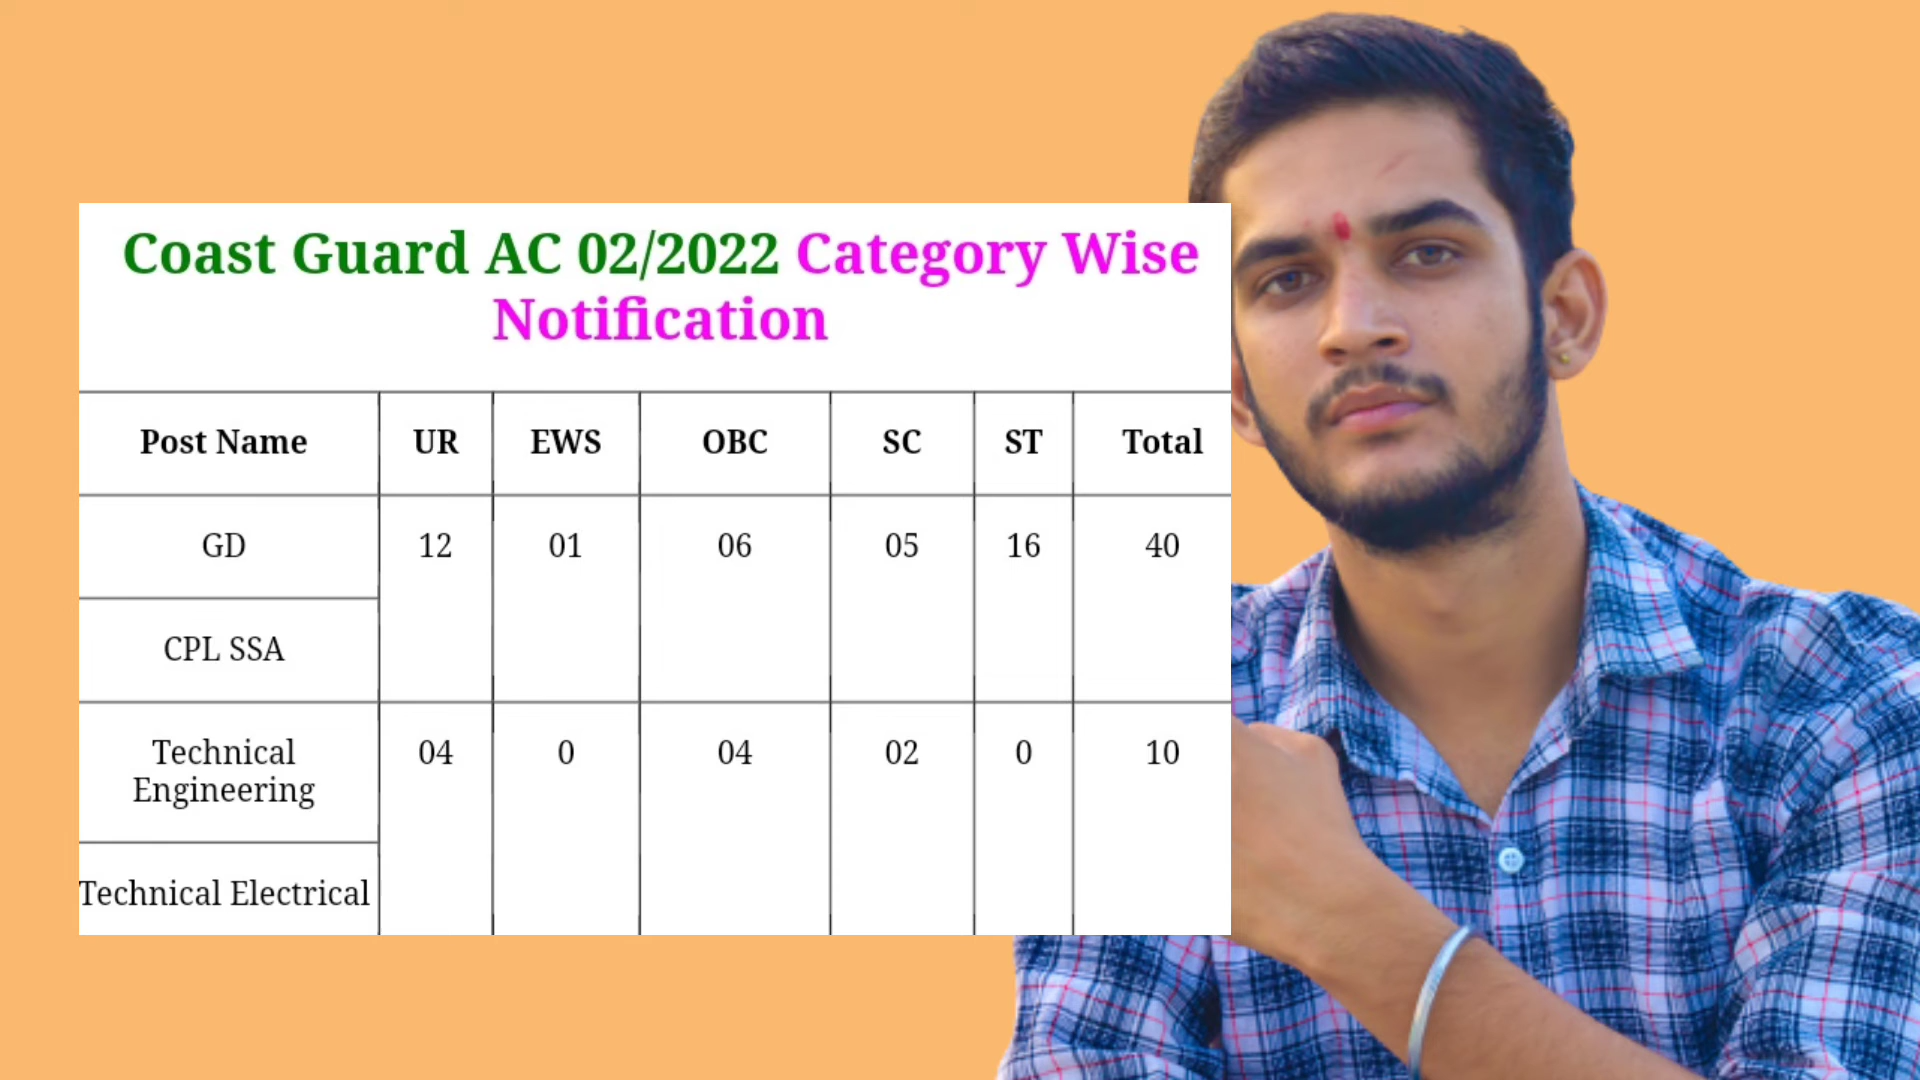 Coast Guard AC 02/2022 Category Wise
Notification
Post Name UR EWS OBC SC ST Total
GD 12 01 06 05 16 40
CPL SSA
Technical 04 0 04 02 0 10
Engineering
Technical Electrical